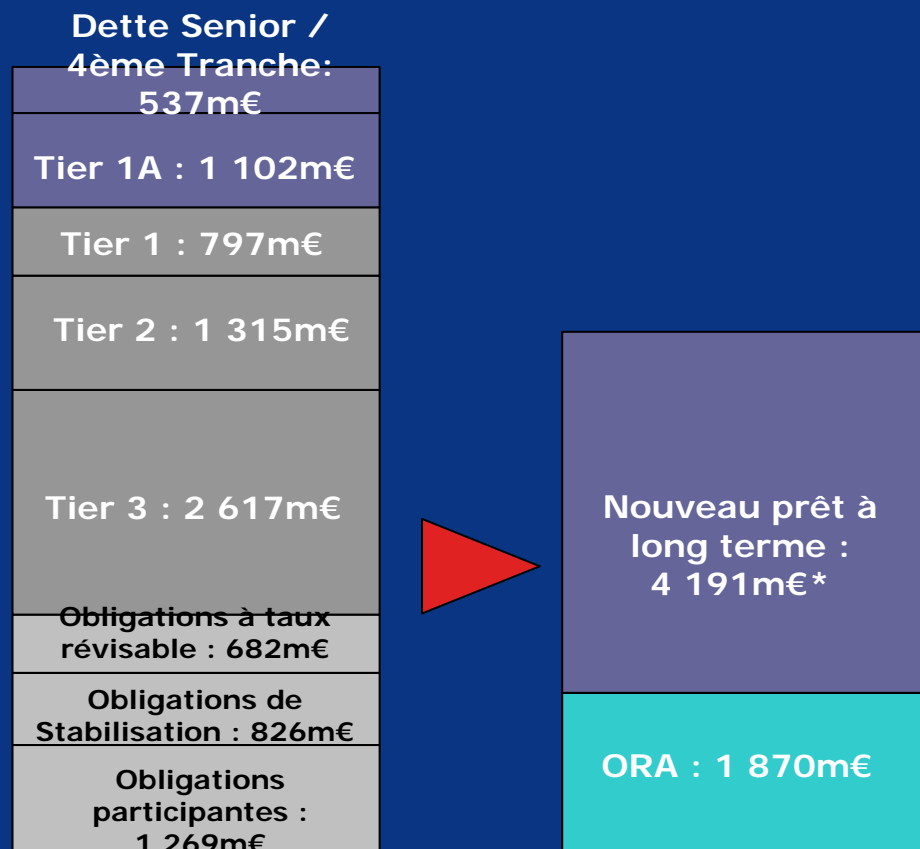 Dette Senior /
4ème Tranche:
537m€
Tier 1A : 1 102m€
Tier 1 : 797m€
Tier 2 : 1 315m€
Tier 3 : 2 617m€
Obligations à taux
révisable : 682m€
Obligations de
Stabilisation : 826m€
Obligations
participantes :
1 269m€
Nouveau prêt à
long terme :
4 191m€*
ORA : 1 870m€